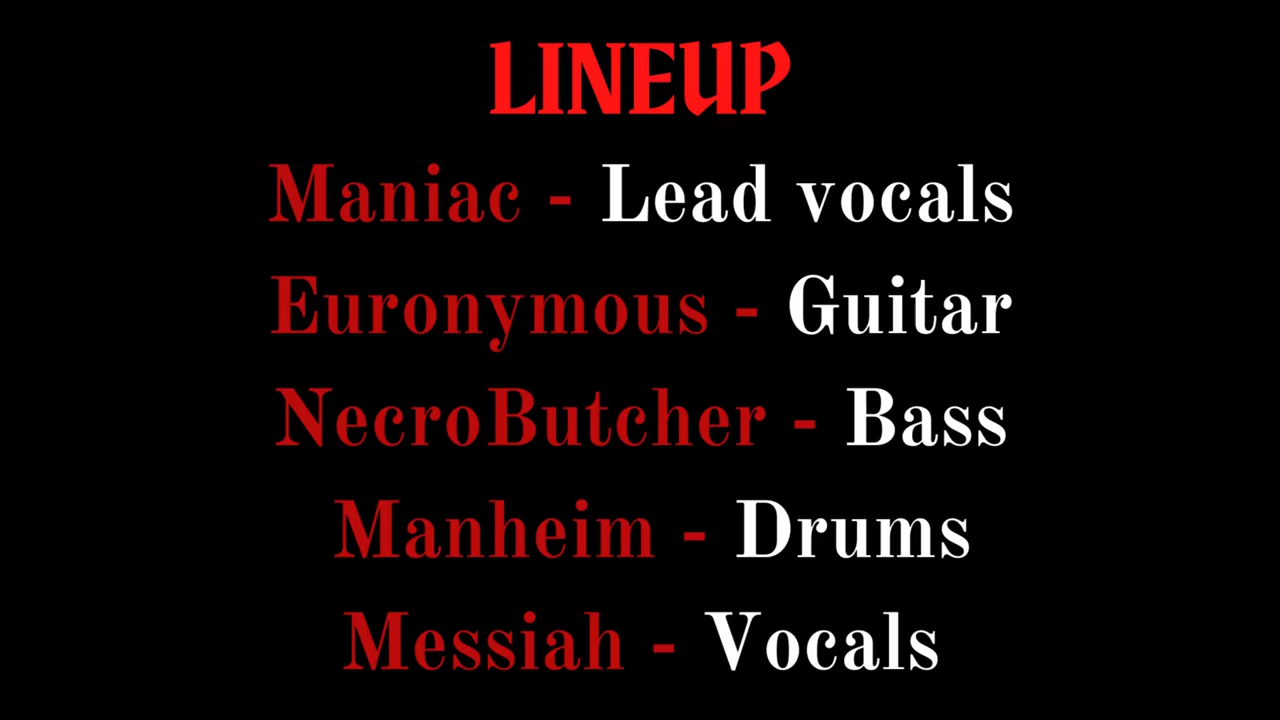 LINEUP
Maniac - Lead vocals
Euronymous - Guitar
NecroButcher - Bass
Manheim - Drums
Messiah - Vocals